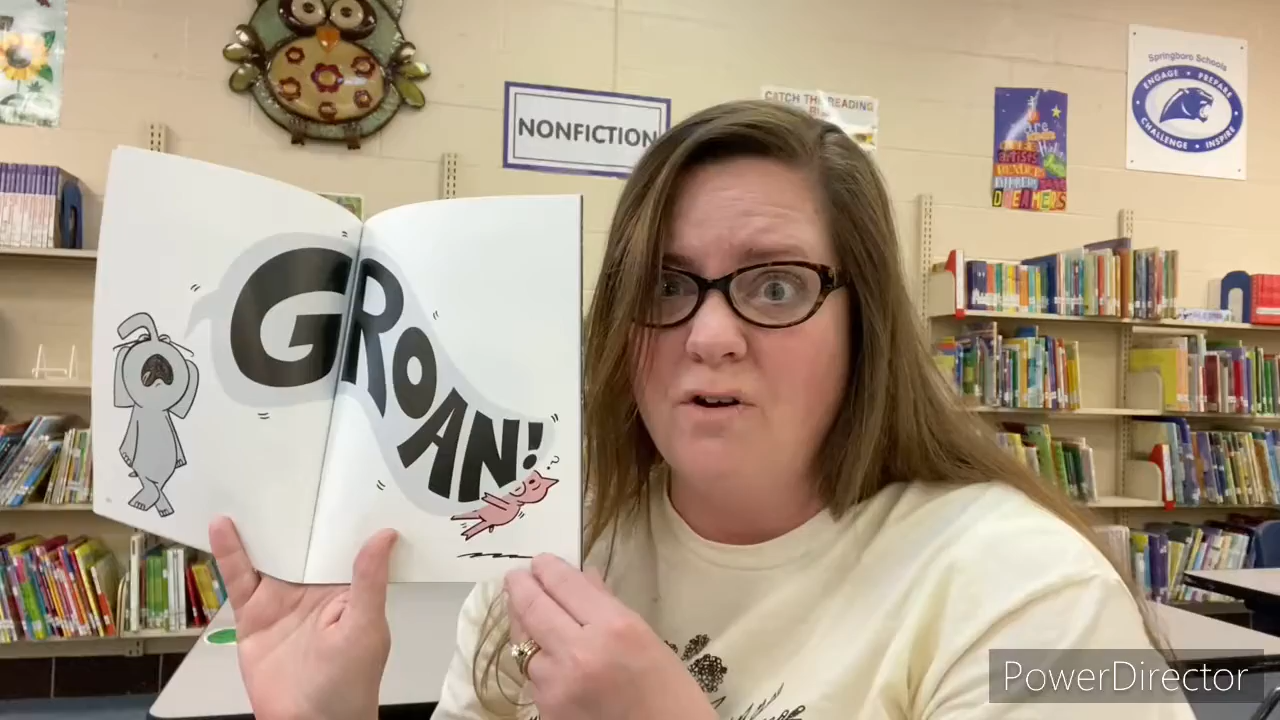 NONFICTION
CATCH THE READING
Springboro Schools
ENGAGE • PREPARE
CHALLENGE • INSPIRE
DREAMERS
GROAN!
?
PowerDirector